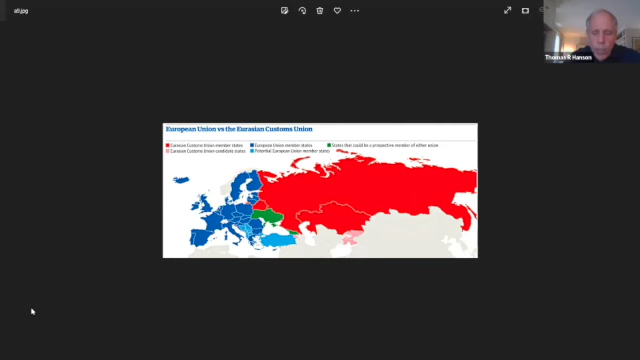 a9.jpg
Thomas R Hanson
European Union vs the Eurasian Customs Union
Eurasian Customs Union member states European Union member states States that could be a prospective member of either union
Eurasian Customs Union candidate states Potential European Union member states